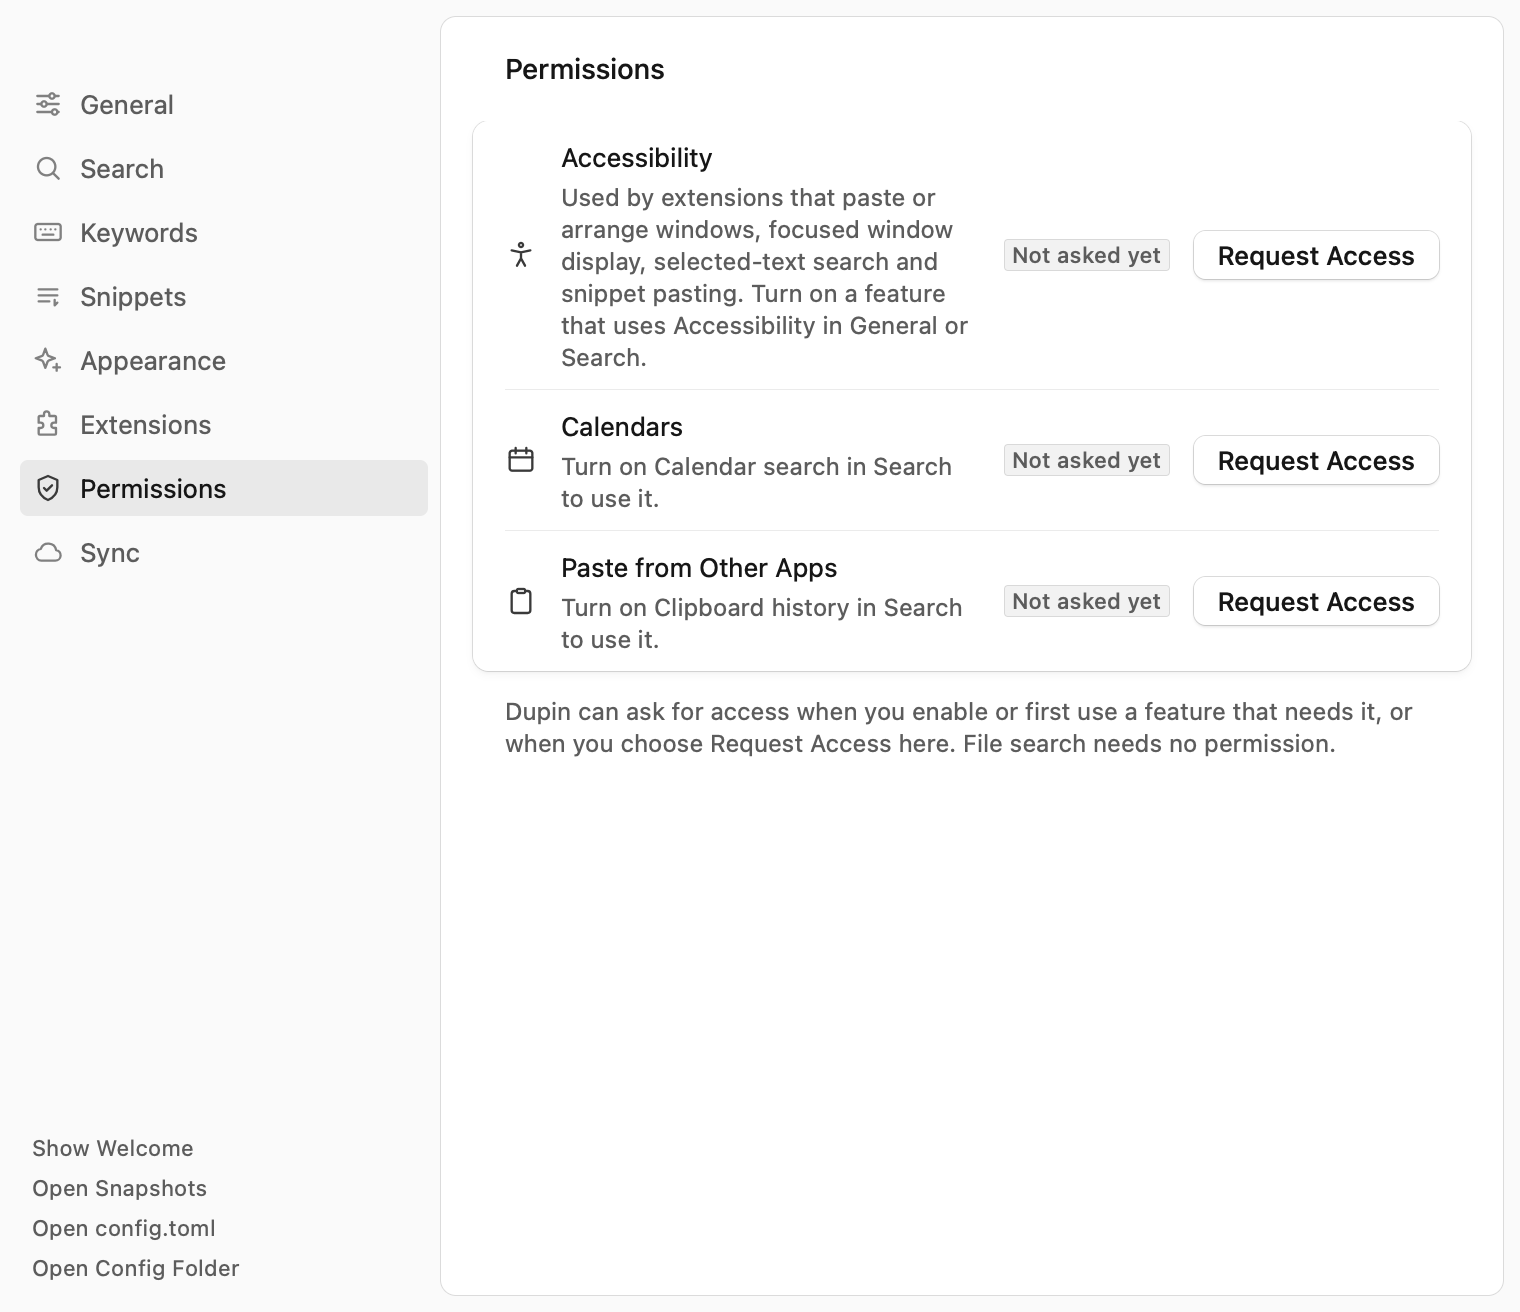 General
Search
Keywords
Snippets
Appearance
Extensions
Permissions
Sync
Show Welcome
Open Snapshots
Open config.toml
Open Config Folder
Permissions
Accessibility
Used by extensions that paste or
arrange windows, focused window
display, selected-text search and
snippet pasting. Turn on a feature
that uses Accessibility in General or
Search.
Not asked yet
Request Access
Calendars
Turn on Calendar search in Search
to use it.
Not asked yet
Request Access
Paste from Other Apps
Turn on Clipboard history in Search
to use it.
Not asked yet
Request Access
Dupin can ask for access when you enable or first use a feature that needs it, or
when you choose Request Access here. File search needs no permission.